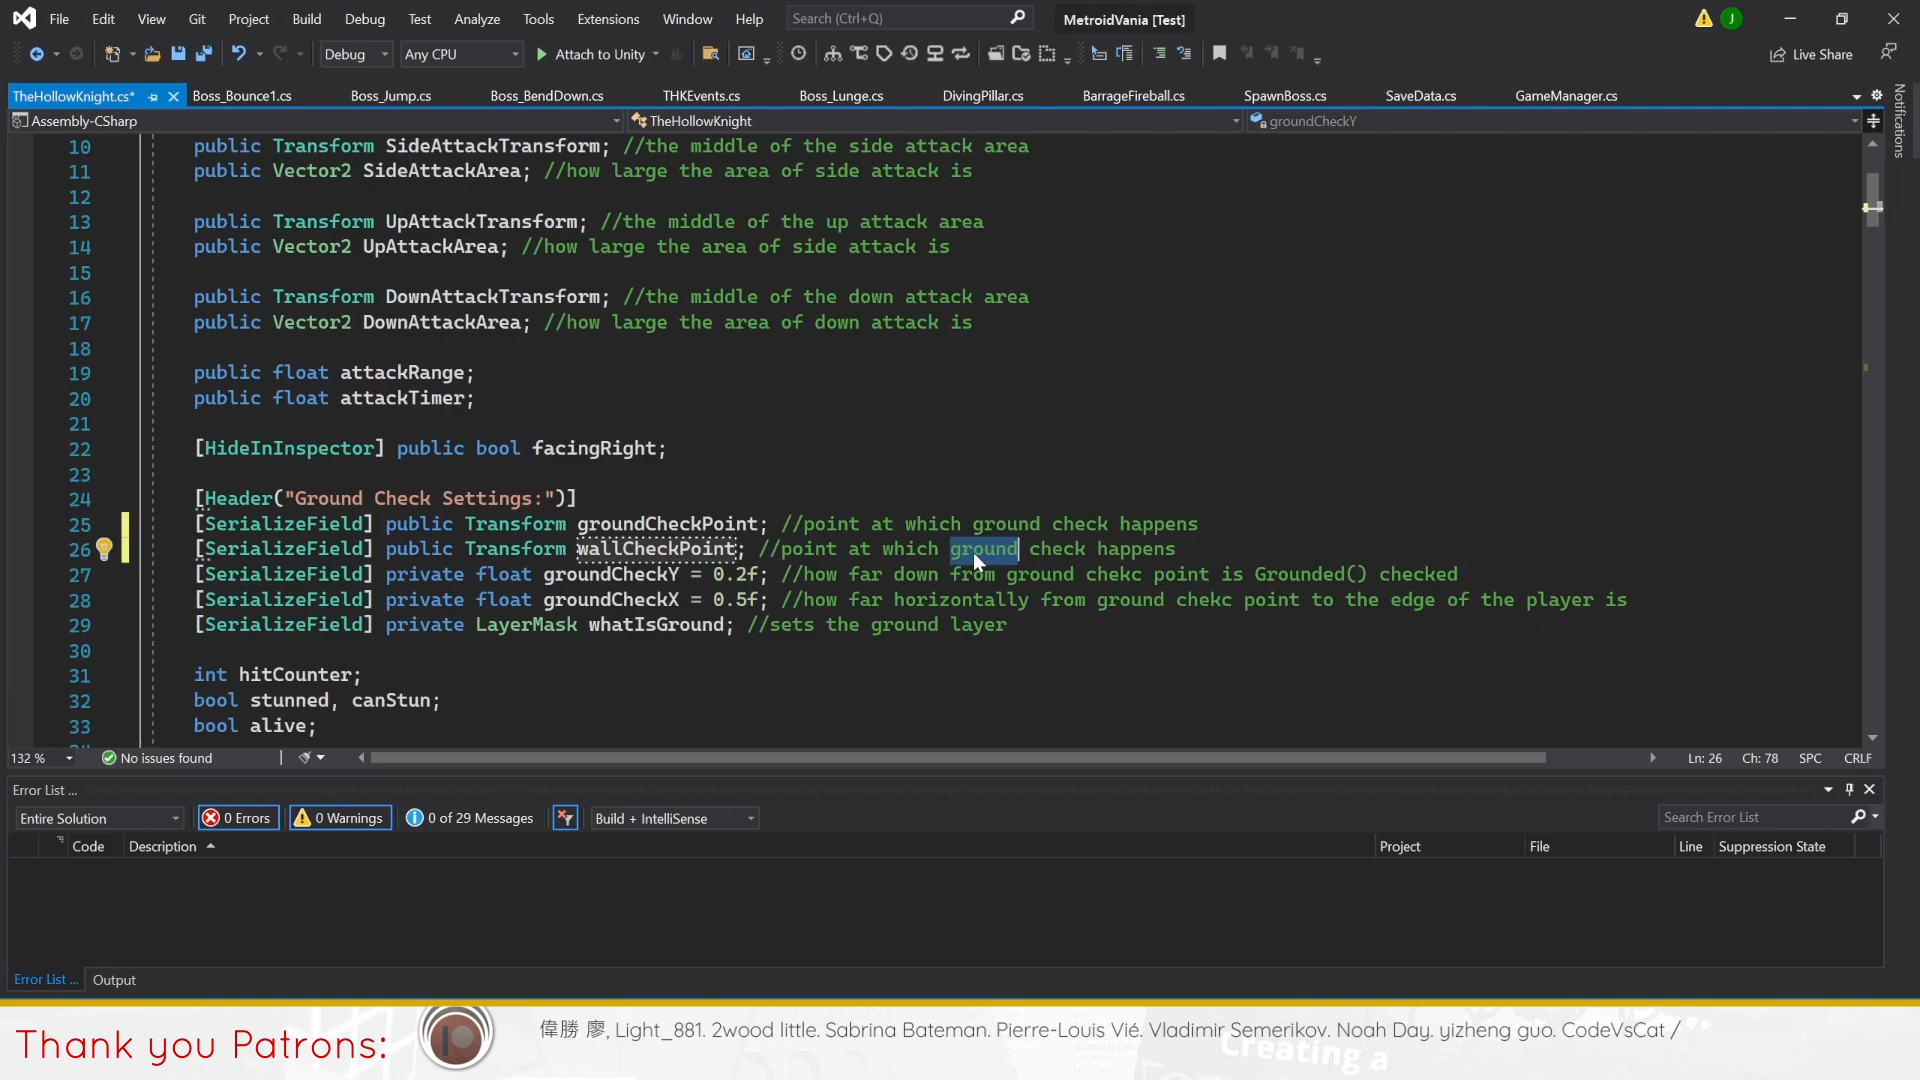 File Edit View Git Project Build Debug Test Analyze Tools Extensions Window Help Search (Ctrl+Q) MetroidVania [Test] J
Debug Any CPU Attach to Unity Live Share
TheHollowKnight.cs* Boss_Bounce1.cs Boss_Jump.cs Boss_BendDown.cs THKEvents.cs Boss_Lunge.cs DivingPillar.cs BarrageFireball.cs SpawnBoss.cs SaveData.cs GameManager.cs
Notifications
Assembly-CSharp TheHollowKnight groundCheckY
10 public Transform SideAttackTransform; //the middle of the side attack area
11 public Vector2 SideAttackArea; //how large the area of side attack is
12
13 public Transform UpAttackTransform; //the middle of the up attack area
14 public Vector2 UpAttackArea; //how large the area of side attack is
15
16 public Transform DownAttackTransform; //the middle of the down attack area
17 public Vector2 DownAttackArea; //how large the area of down attack is
18
19 public float attackRange;
20 public float attackTimer;
21
22 [HideInInspector] public bool facingRight;
23
24 [Header("Ground Check Settings:")]
25 [SerializeField] public Transform groundCheckPoint; //point at which ground check happens
26 [SerializeField] public Transform wallCheckPoint; //point at which ground check happens
27 [SerializeField] private float groundCheckY = 0.2f; //how far down from ground chekc point is Grounded() checked
28 [SerializeField] private float groundCheckX = 0.5f; //how far horizontally from ground chekc point to the edge of the player is
29 [SerializeField] private LayerMask whatIsGround; //sets the ground layer
30
31 int hitCounter;
32 bool stunned, canStun;
33 bool alive;
132 % No issues found Ln: 26 Ch: 78 SPC CRLF
Error List ...
Entire Solution 0 Errors 0 Warnings 0 of 29 Messages Build + IntelliSense Search Error List
Code Description Project File Line Suppression State
Error List ... Output
Thank you Patrons: 偉勝 廖, Light_881. 2wood little. Sabrina Bateman. Pierre-Louis Vié. Vladimir Semerikov. Noah Day. yizheng guo. CodeVsCat /
Creating a